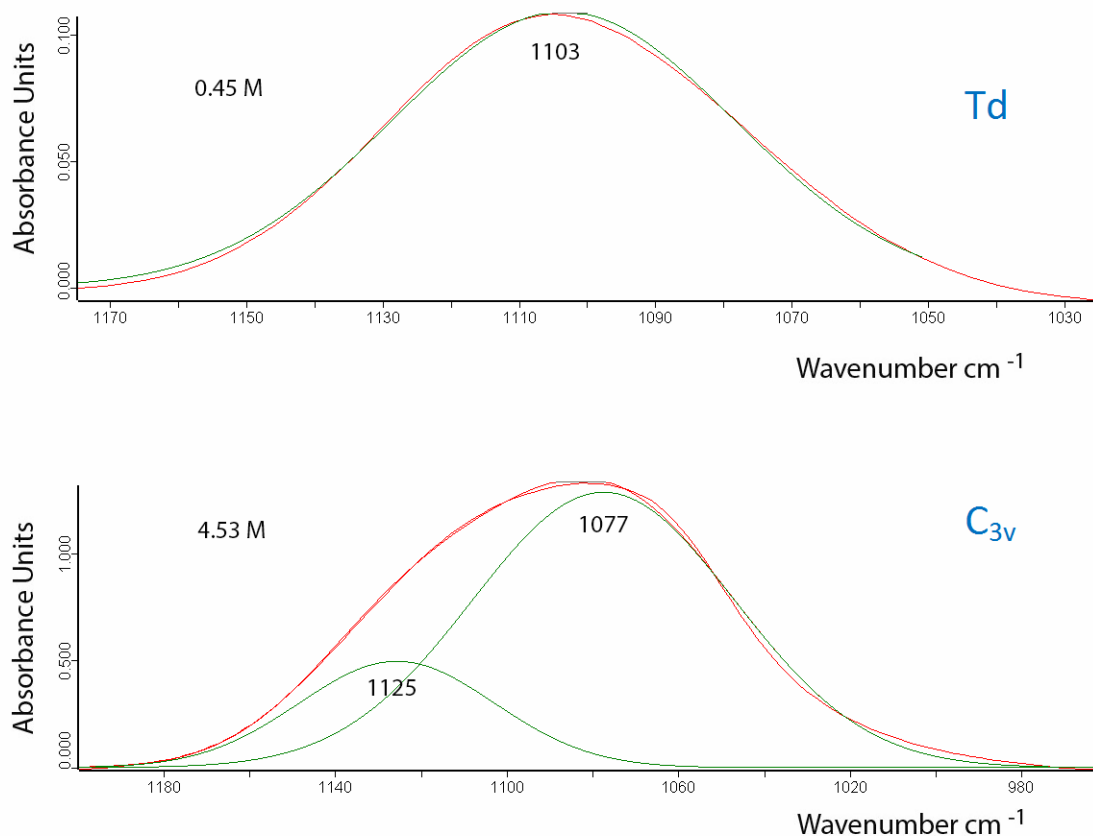 Absorbance Units
0.100
0.050
0.000
0.45 M
1103
Td
1170 1150 1130 1110 1090 1070 1050 1030
Wavenumber cm⁻¹
Absorbance Units
1.000
0.500
0.000
4.53 M
1077
1125
C₃ᵥ
1180 1140 1100 1060 1020 980
Wavenumber cm⁻¹